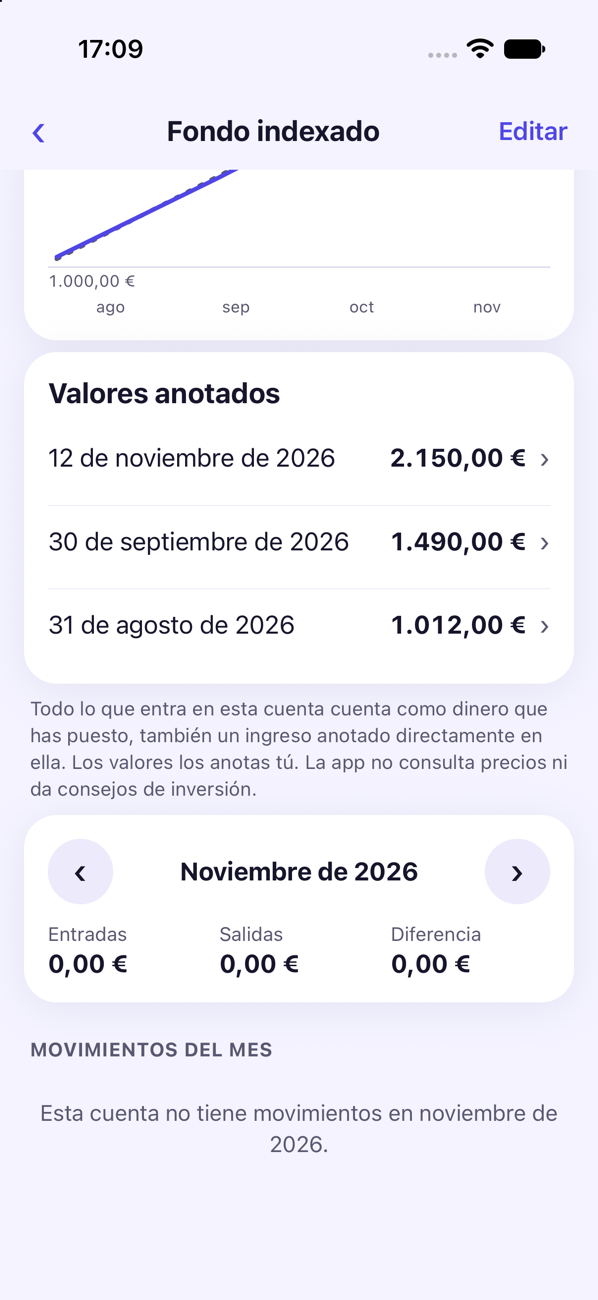 17:09
‹ Fondo indexado Editar
1.000,00 €
ago sep oct nov
Valores anotados
12 de noviembre de 2026 2.150,00 € ›
30 de septiembre de 2026 1.490,00 € ›
31 de agosto de 2026 1.012,00 € ›
Todo lo que entra en esta cuenta cuenta como dinero que
has puesto, también un ingreso anotado directamente en
ella. Los valores los anotas tú. La app no consulta precios ni
da consejos de inversión.
‹ Noviembre de 2026 ›
Entradas Salidas Diferencia
0,00 € 0,00 € 0,00 €
MOVIMIENTOS DEL MES
Esta cuenta no tiene movimientos en noviembre de
2026.